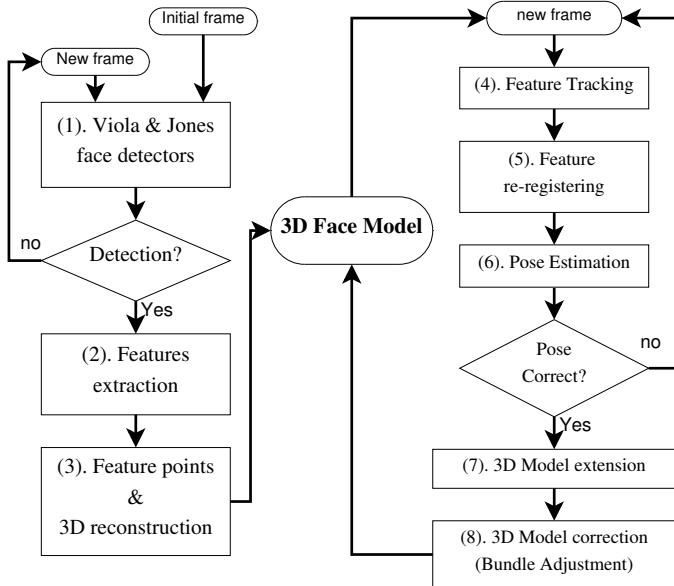 Initial frame
New frame
(1). Viola & Jones
face detectors
no
Detection?
Yes
(2). Features
extraction
(3). Feature points
&
3D reconstruction
3D Face Model
new frame
(4). Feature Tracking
(5). Feature
re-registering
(6). Pose Estimation
Pose
Correct?
no
Yes
(7). 3D Model extension
(8). 3D Model correction
(Bundle Adjustment)